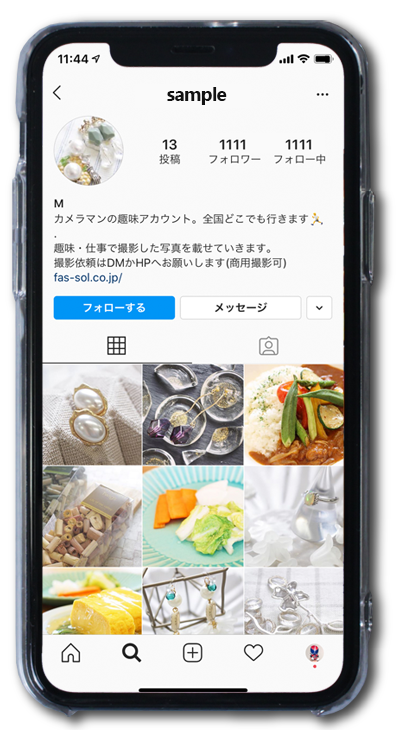 11:44
sample
13
1111
1111
投稿
フォロワー
フォロー中
M
カメラマンの趣味アカウント。全国どこでも行きます
.
趣味・仕事で撮影した写真を載せていきます。
撮影依頼はDMかHPへお願いします(商用撮影可)
fas-sol.co.jp/
フォローする
メッセージ